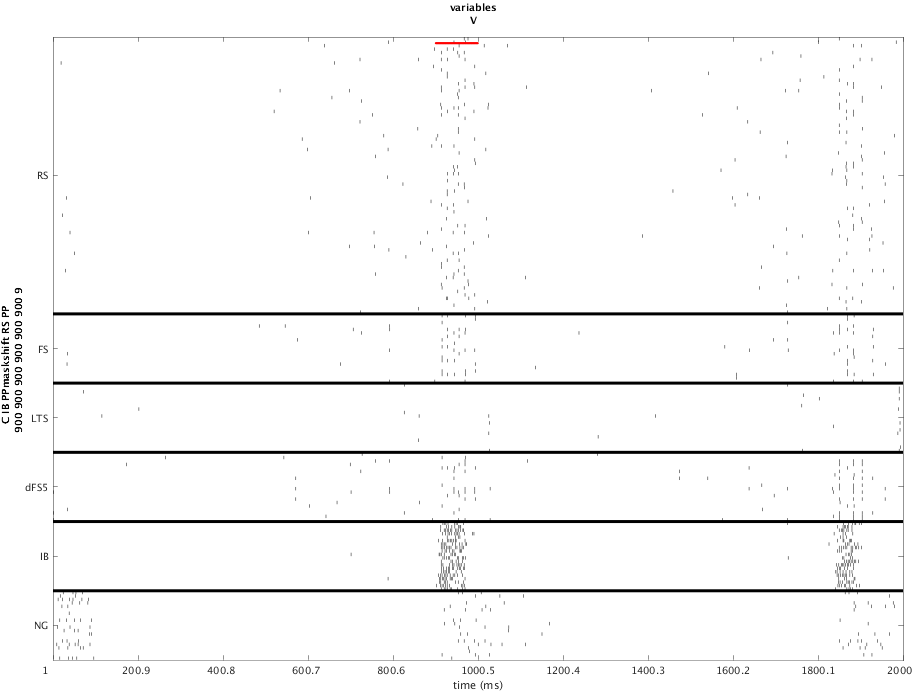 variables
V
C IB PPmaskshift RS PP
900 900 900 900 900 900 9
RS
FS
LTS
dFS5
IB
NG
1 200.9 400.8 600.7 800.6 1000.5 1200.4 1400.3 1600.2 1800.1 2000
time (ms)